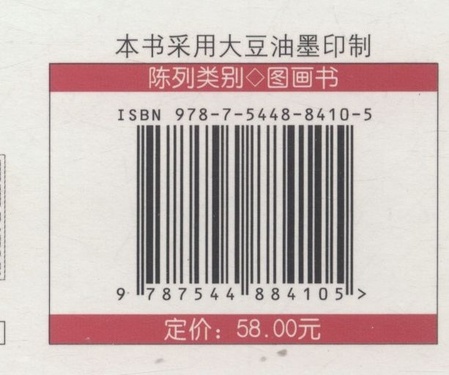 本书采用大豆油墨印制
陈列类别◇图画书
ISBN 978-7-5448-8410-5
9 787544 884105 >
定价：58.00元